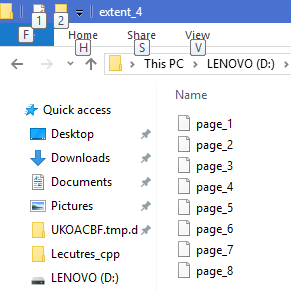 extent_4
1 2
F Home Share View
H S V
This PC > LENOVO (D:) >
Name
Quick access
Desktop
Downloads
Documents
Pictures
UKOACBF.tmp.d
Lecutres_cpp
LENOVO (D:)
page_1
page_2
page_3
page_4
page_5
page_6
page_7
page_8